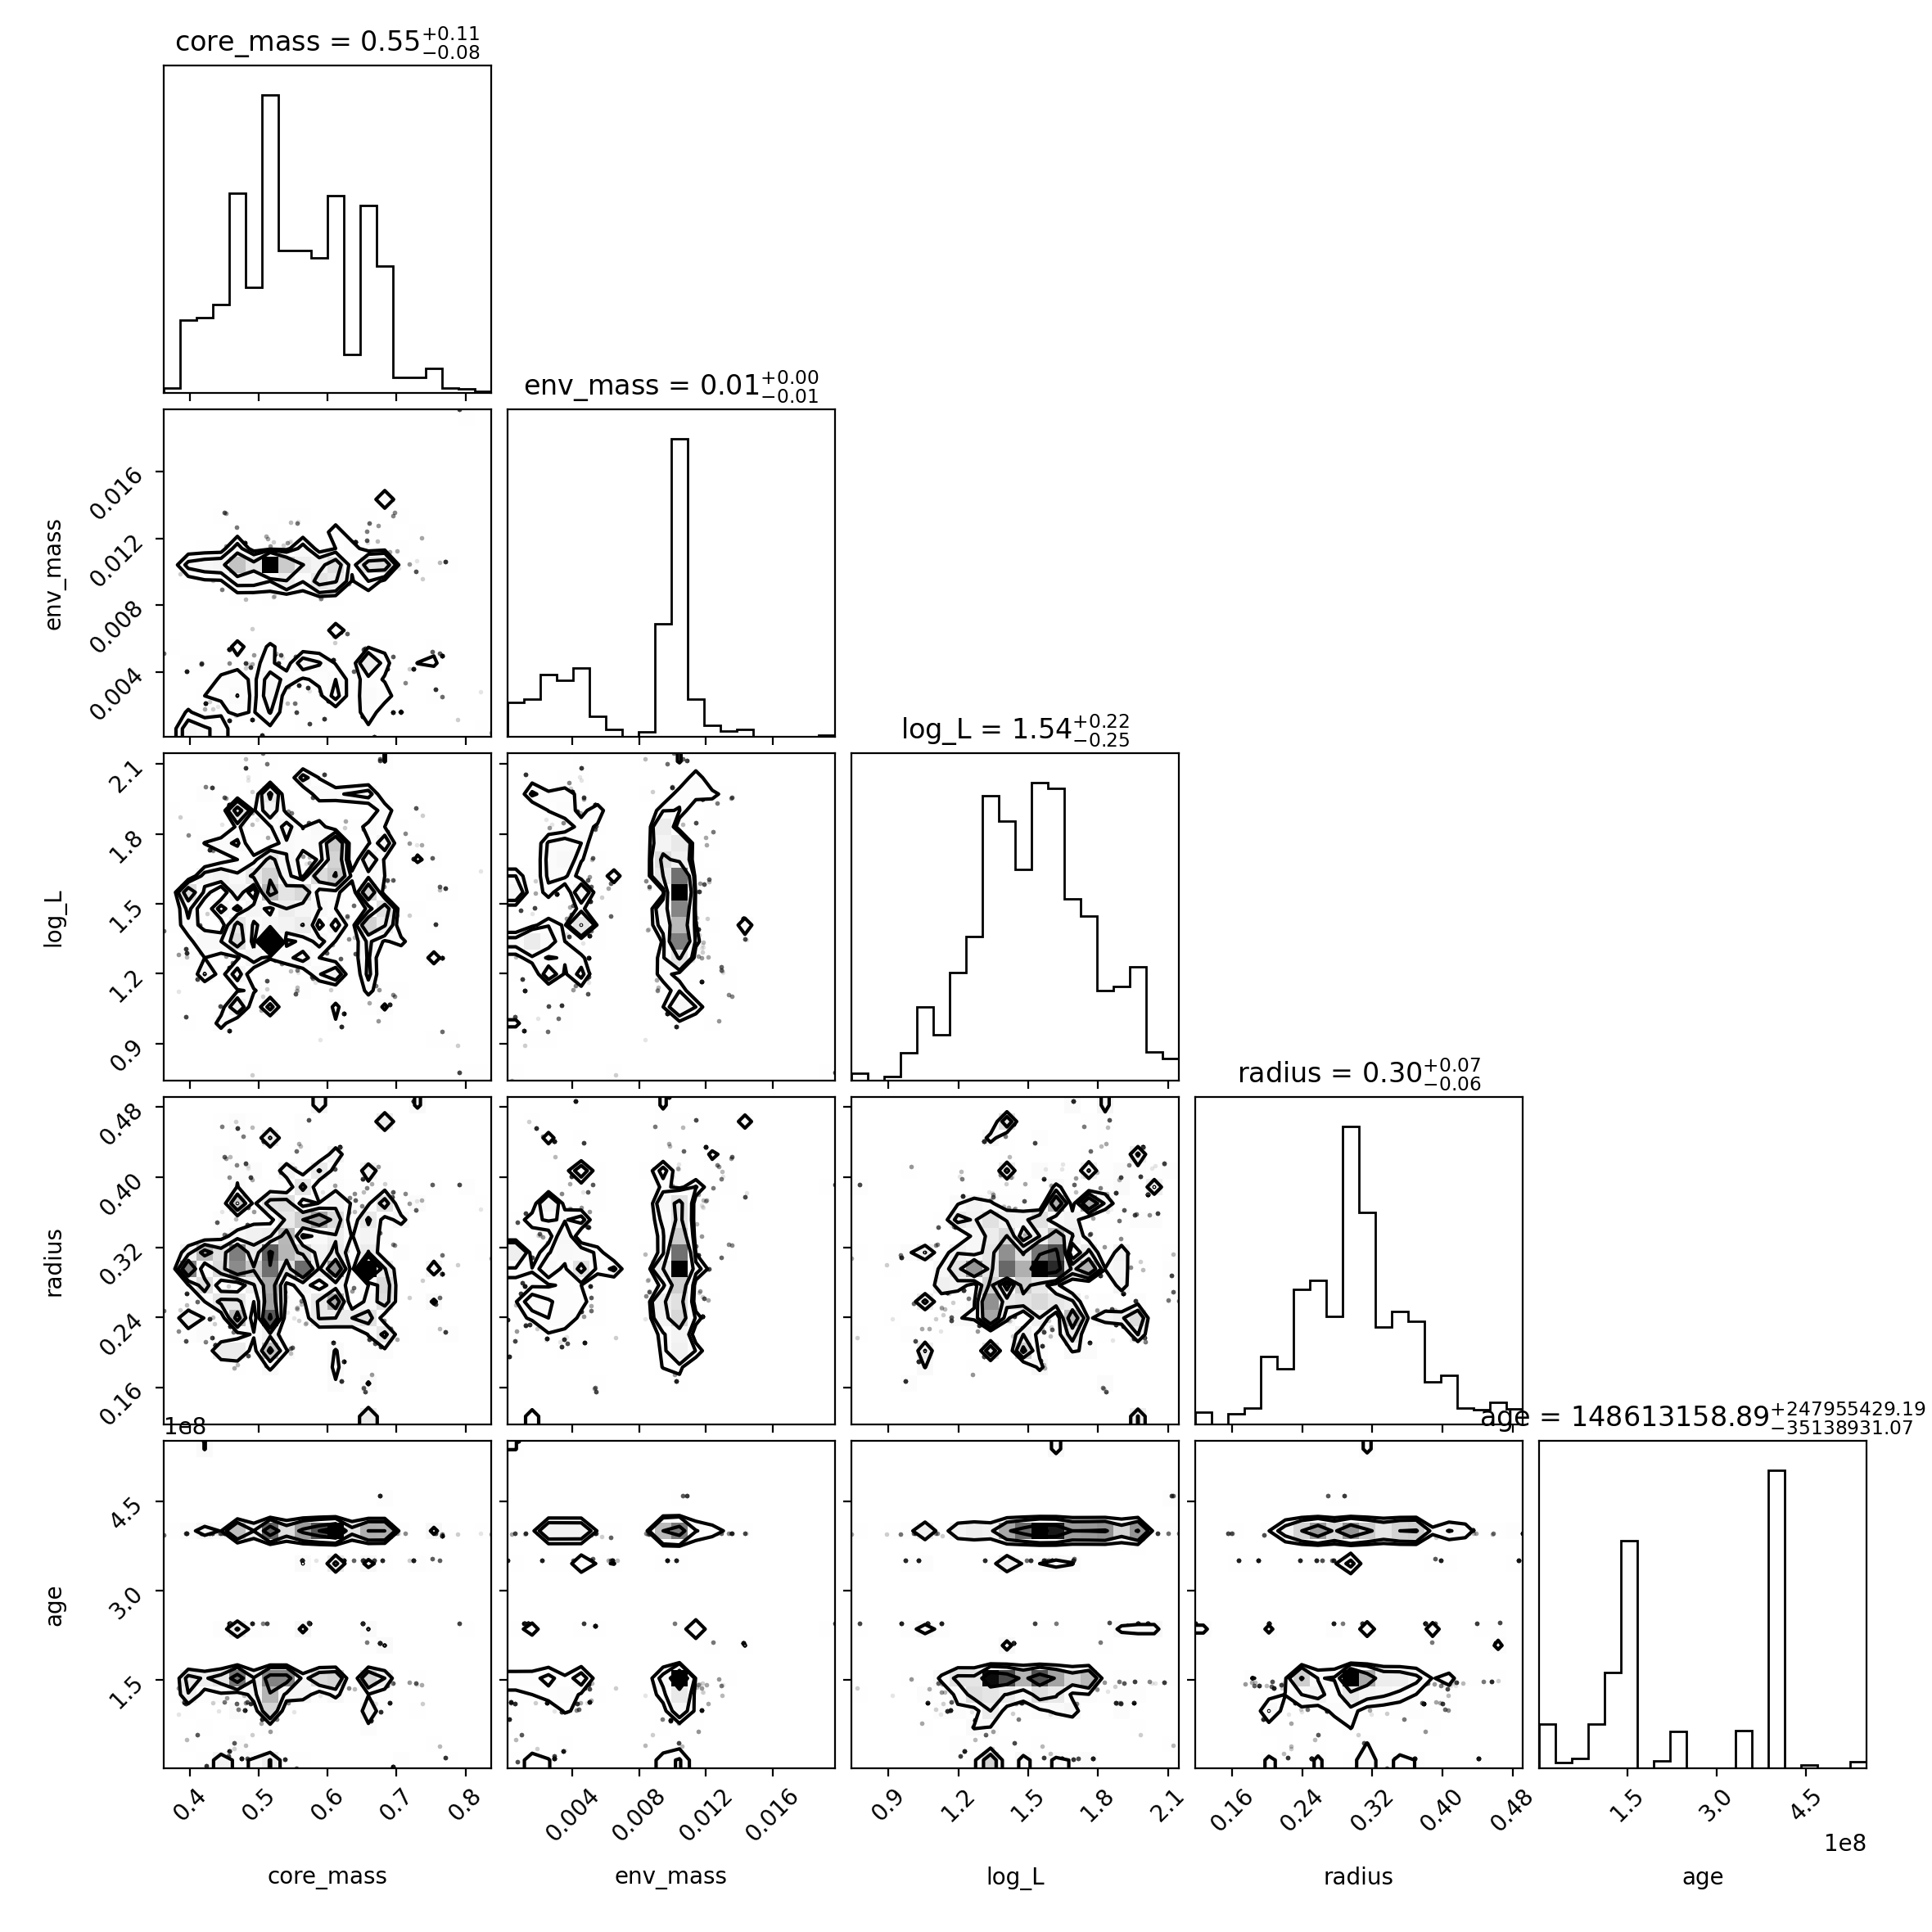 core_mass = 0.55+0.11−0.08
env_mass = 0.01+0.00−0.01
0.016
0.012
0.008
0.004
env_mass
log_L = 1.54+0.22−0.25
2.1
1.8
1.5
1.2
0.9
log_L
radius = 0.30+0.07−0.06
0.48
0.40
0.32
0.24
0.16
radius
1e8
age = 148613158.89+247955429.19−35138931.07
4.5
3.0
1.5
age
0.4 0.5 0.6 0.7 0.8
0.004 0.008 0.012 0.016
0.9 1.2 1.5 1.8 2.1
0.16 0.24 0.32 0.40 0.48
1.5 3.0 4.5
1e8
core_mass env_mass log_L radius age